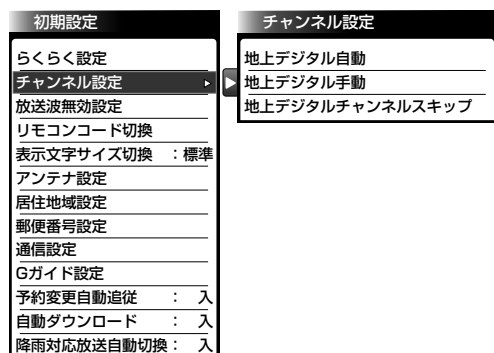 初期設定
らくらく設定
チャンネル設定
放送波無効設定
リモコンコード切換
表示文字サイズ切換 ：標準
アンテナ設定
居住地域設定
郵便番号設定
通信設定
Gガイド設定
予約変更自動追従 ： 入
自動ダウンロード ： 入
降雨対応放送自動切換： 入
チャンネル設定
地上デジタル自動
地上デジタル手動
地上デジタルチャンネルスキップ